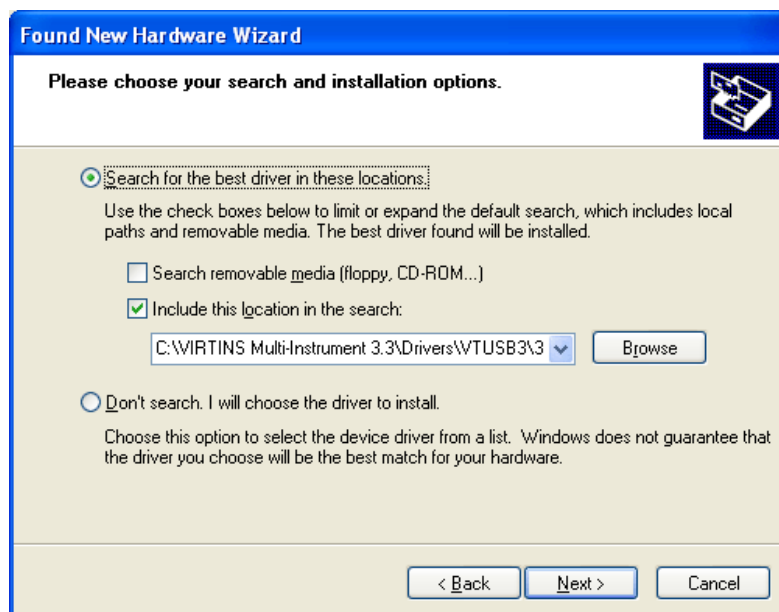 Found New Hardware Wizard
Please choose your search and installation options.
Search for the best driver in these locations.
Use the check boxes below to limit or expand the default search, which includes local
paths and removable media. The best driver found will be installed.
Search removable media (floppy, CD-ROM...)
Include this location in the search:
C:\VIRTINS Multi-Instrument 3.3\Drivers\VTUSB3\3
Browse
Don't search. I will choose the driver to install.
Choose this option to select the device driver from a list. Windows does not guarantee that
the driver you choose will be the best match for your hardware.
< Back
Next >
Cancel